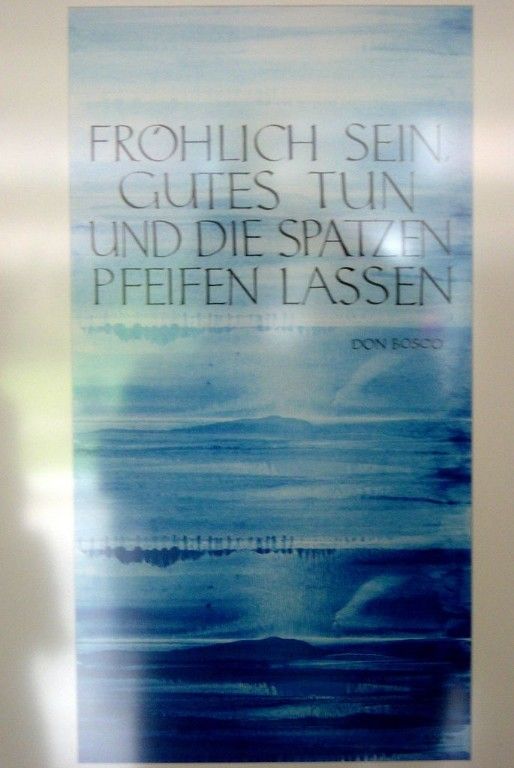 FRÖHLICH SEIN,
GUTES TUN
UND DIE SPATZEN
PFEIFEN LASSEN
DON BOSCO